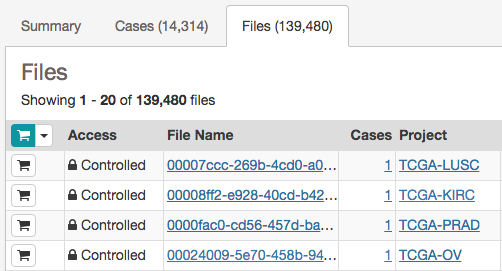 Summary Cases (14,314) Files (139,480)
Files
Showing 1 - 20 of 139,480 files
Access File Name Cases Project
Controlled 00007ccc-269b-4cd0-a0... 1 TCGA-LUSC
Controlled 00008ff2-e928-40cd-b42... 1 TCGA-KIRC
Controlled 0000fac0-cd56-457d-ba... 1 TCGA-PRAD
Controlled 00024009-5e70-458b-94... 1 TCGA-OV